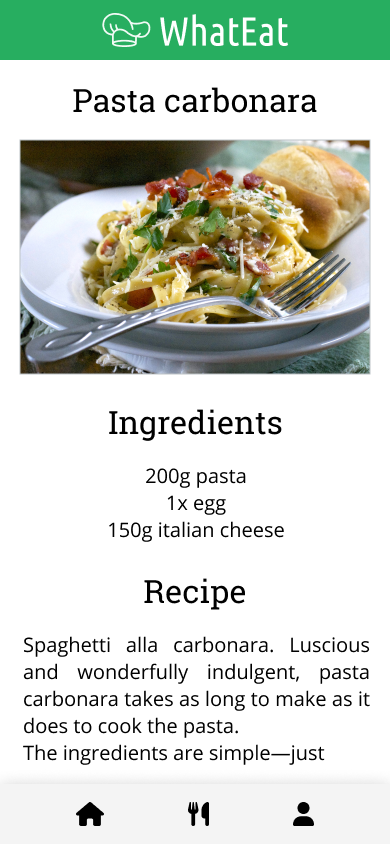 WhatEat
Pasta carbonara
Ingredients
200g pasta
1x egg
150g italian cheese
Recipe
Spaghetti alla carbonara. Luscious
and wonderfully indulgent, pasta
carbonara takes as long to make as it
does to cook the pasta.
The ingredients are simple—just